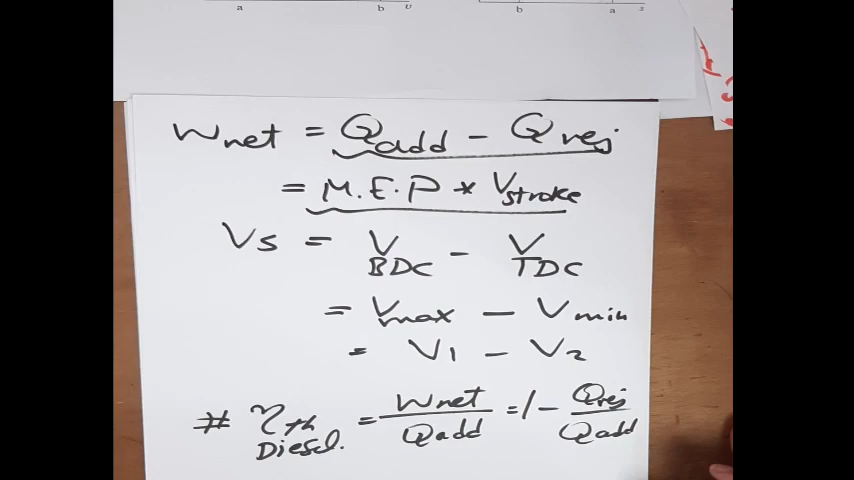 a b v b a s
Wnet = Qadd - Qrej
= M.E.P * Vstroke
Vs = VBDC - VTDC
= Vmax - Vmin
= V1 - V2
# ηth Diesel. = Wnet/Qadd = 1 - Qrej/Qadd